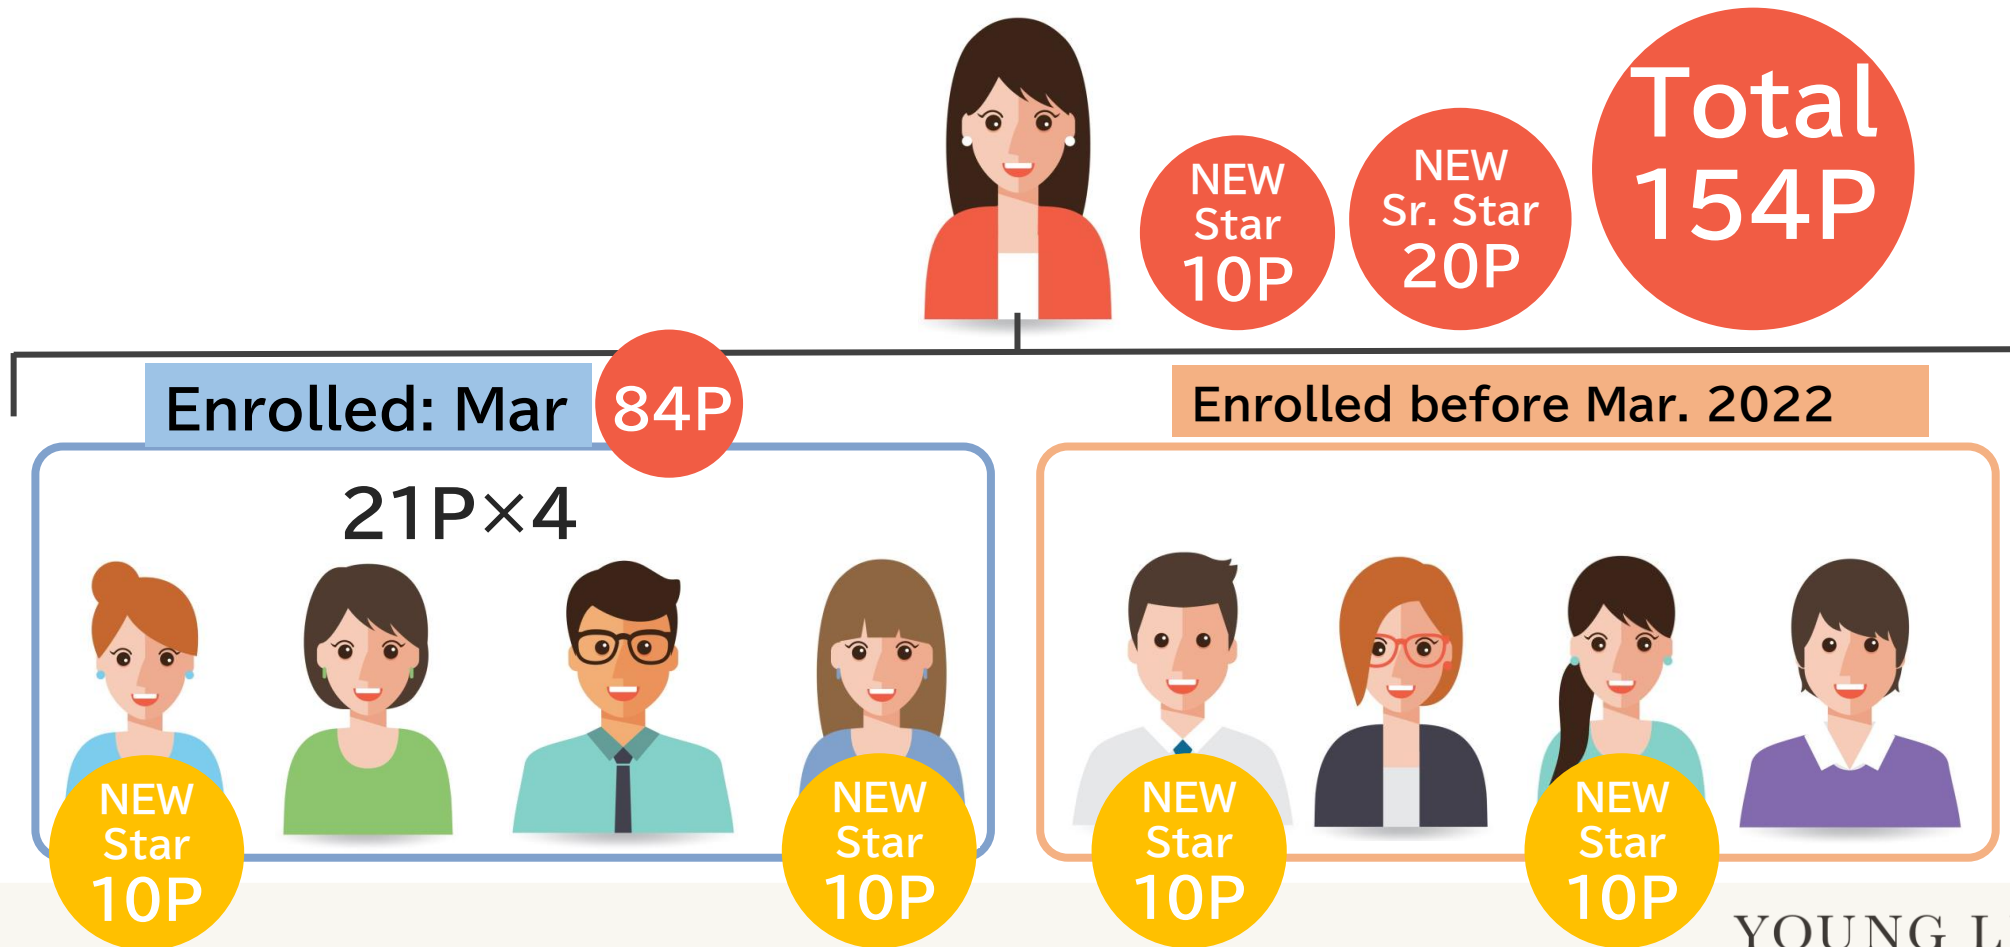 NEW
Star
10P
NEW
Sr. Star
20P
Total
154P
Enrolled: Mar
84P
Enrolled before Mar. 2022
21P×4
NEW
Star
10P
NEW
Star
10P
NEW
Star
10P
NEW
Star
10P
YOUNG L